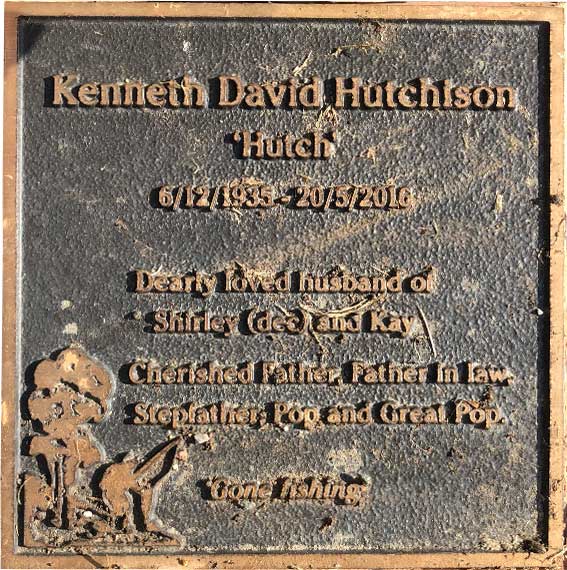 Kenneth David Hutchison
'Hutch'
6/12/1935 - 20/5/2016
Dearly loved husband of
Shirley (dec) and Kay
Cherished Father, Father in law,
Stepfather, Pop and Great Pop.
'Gone fishing'